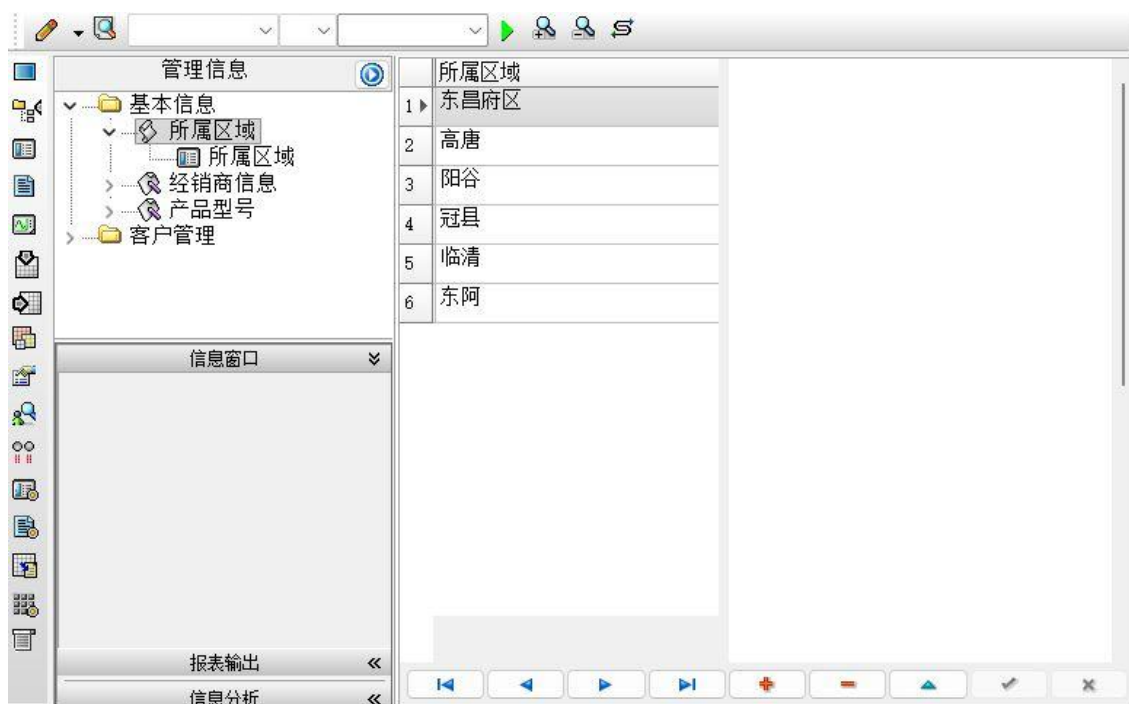 管理信息
基本信息
所属区域
所属区域
经销商信息
产品型号
客户管理
信息窗口
报表输出
信息分析
所属区域
1 东昌府区
2 高唐
3 阳谷
4 冠县
5 临清
6 东阿